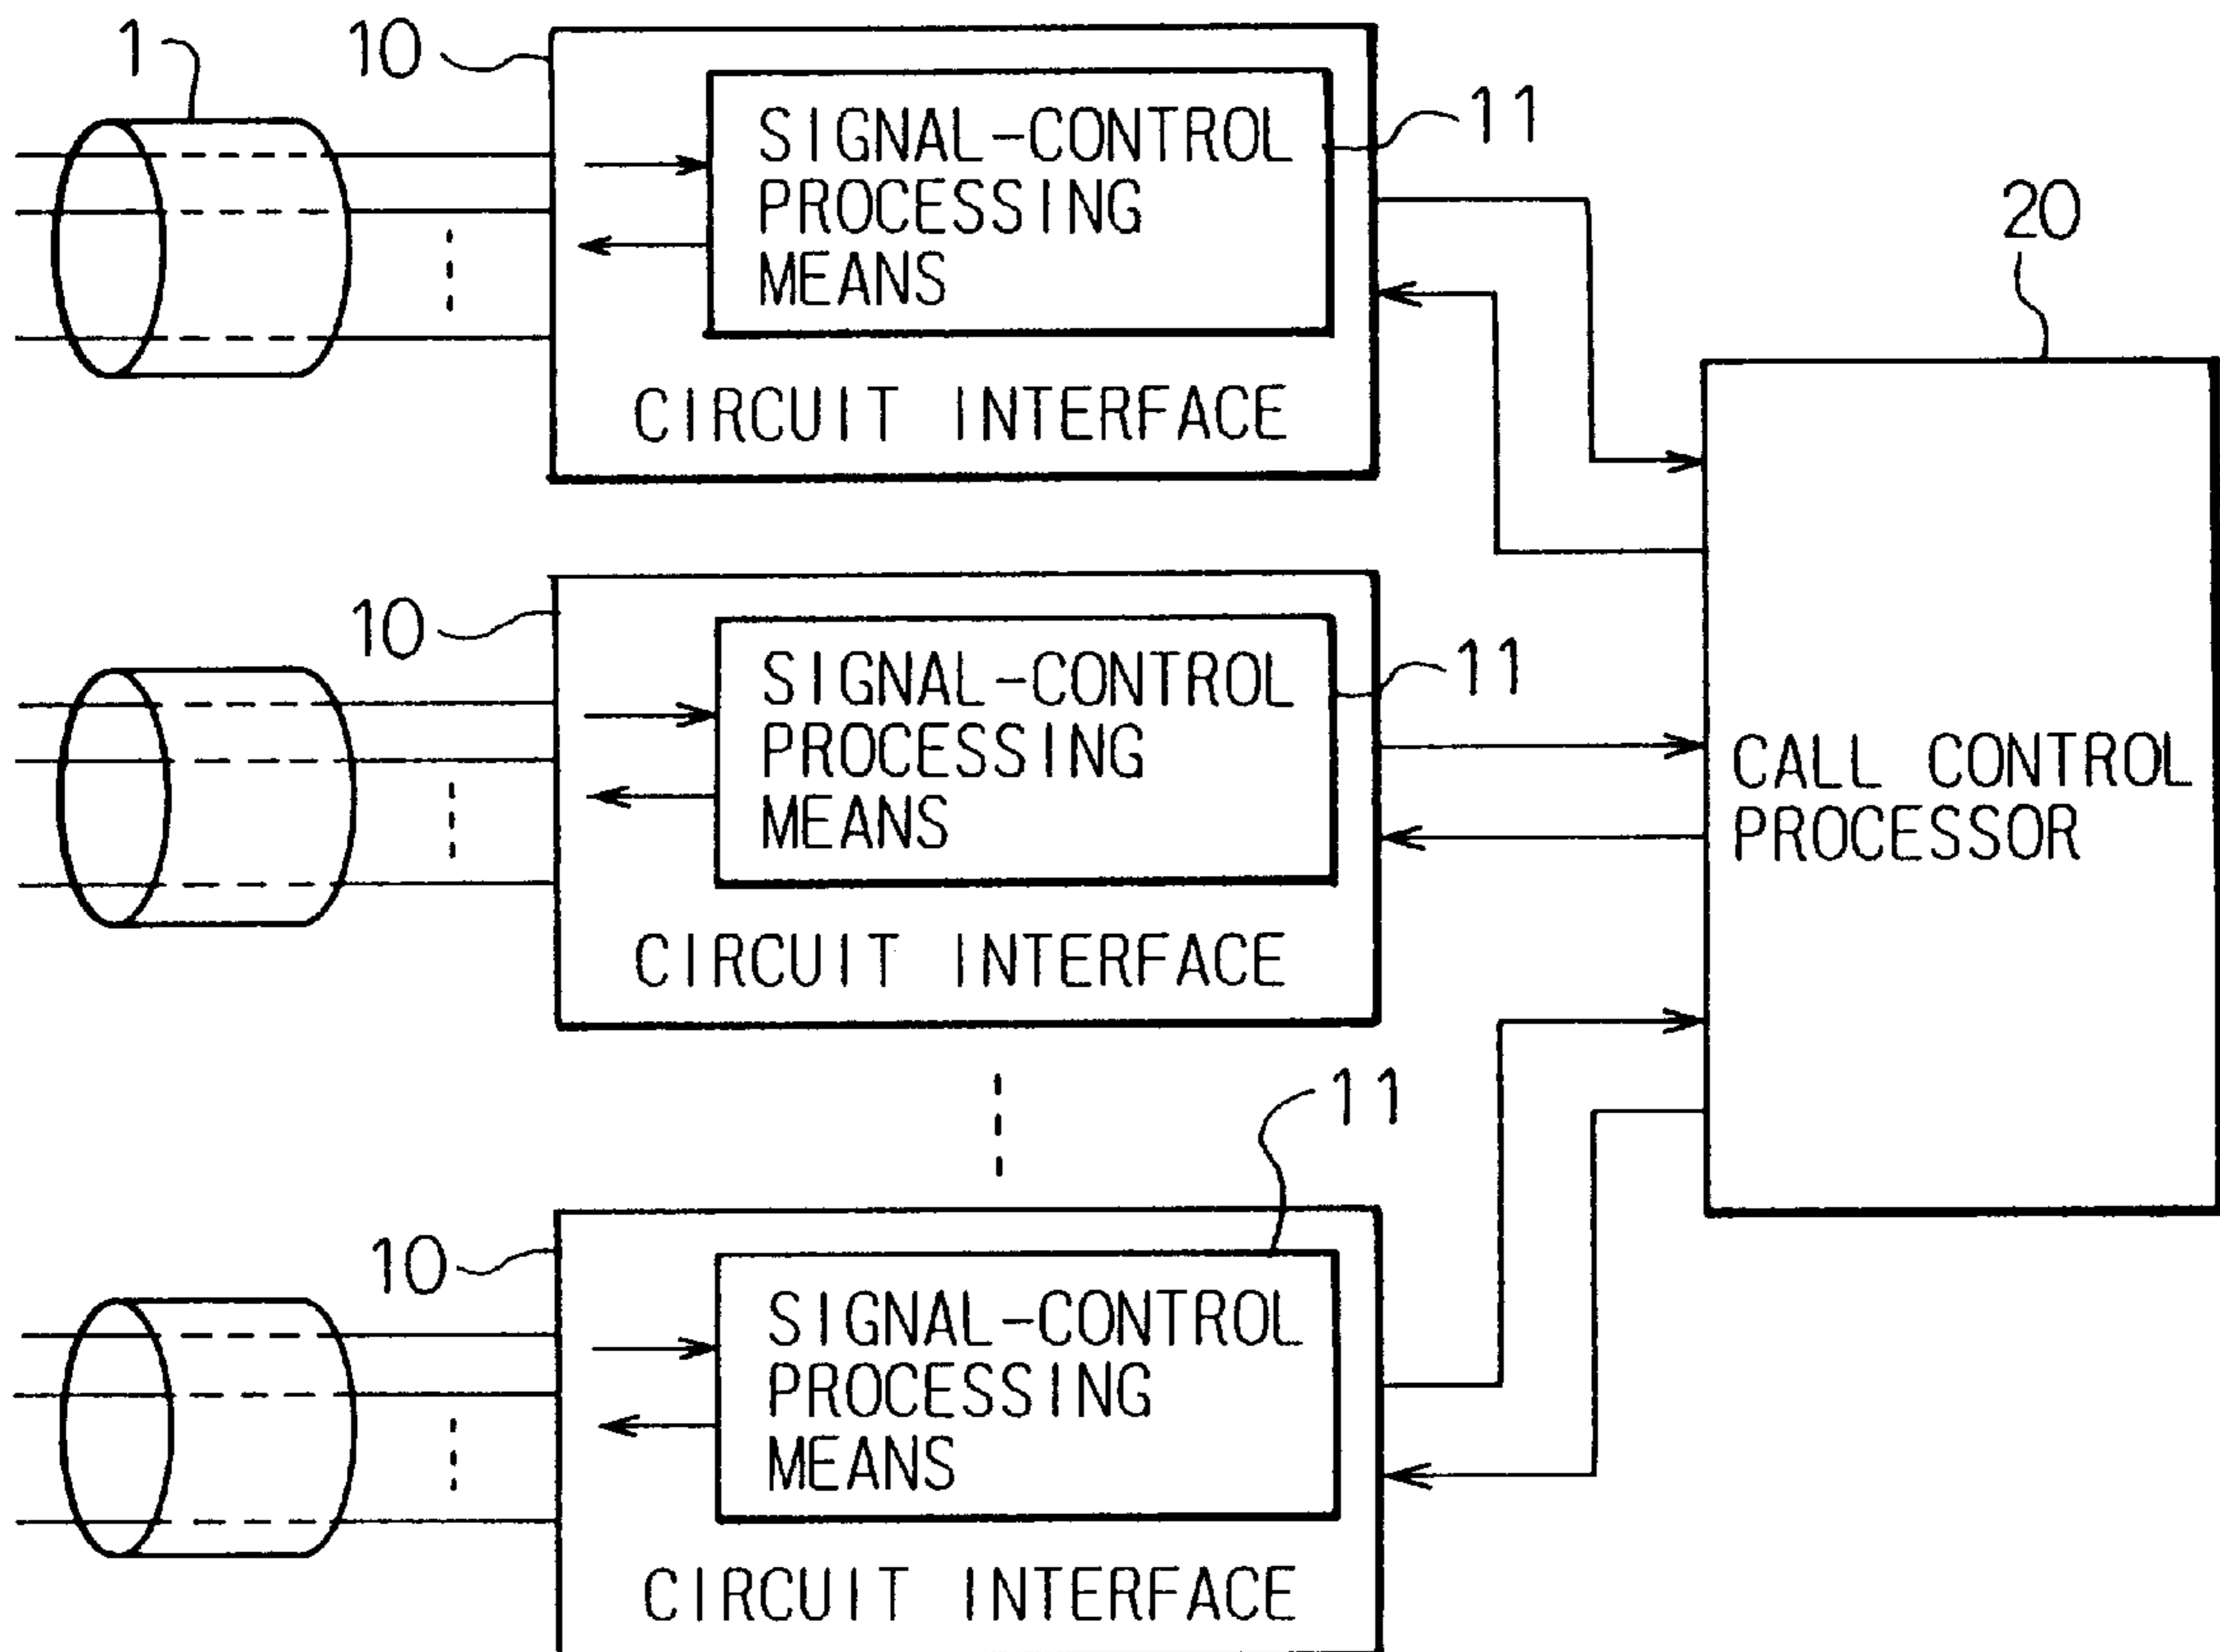 1
10
SIGNAL-CONTROL
PROCESSING
MEANS
11
CIRCUIT INTERFACE
20
10
SIGNAL-CONTROL
PROCESSING
MEANS
11
CIRCUIT INTERFACE
CALL CONTROL
PROCESSOR
11
10
SIGNAL-CONTROL
PROCESSING
MEANS
CIRCUIT INTERFACE